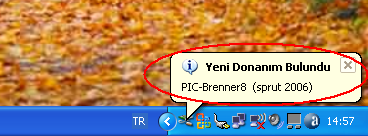 Yeni Donanım Bulundu
PIC-Brenner8 (sprut 2006)
TR
14:57